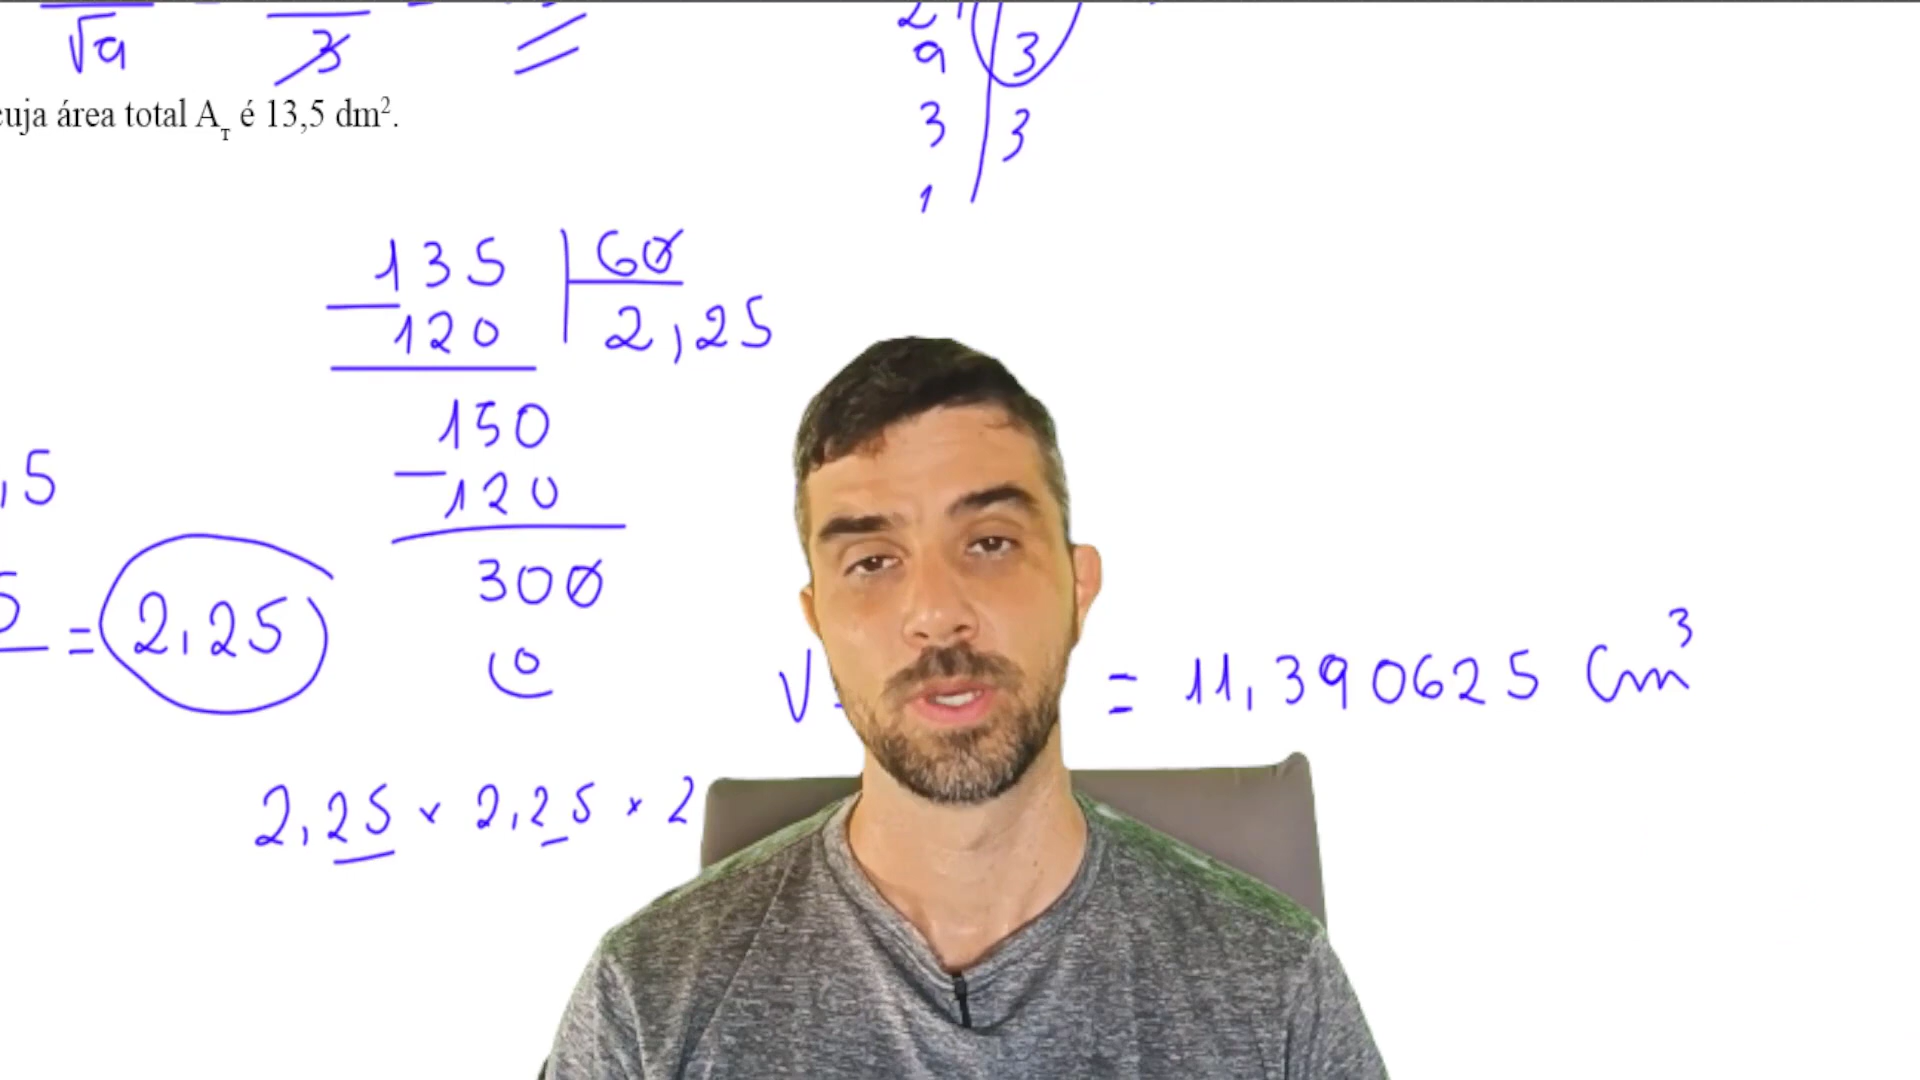 √9 3
2 9 3 3 3 1
cuja área total A_T é 13,5 dm².
135 | 60
– 120 2,25
150
– 120
300
0
,5
5 = 2,25
V = 11,390625 cm³
2,25 × 2,25 × 2